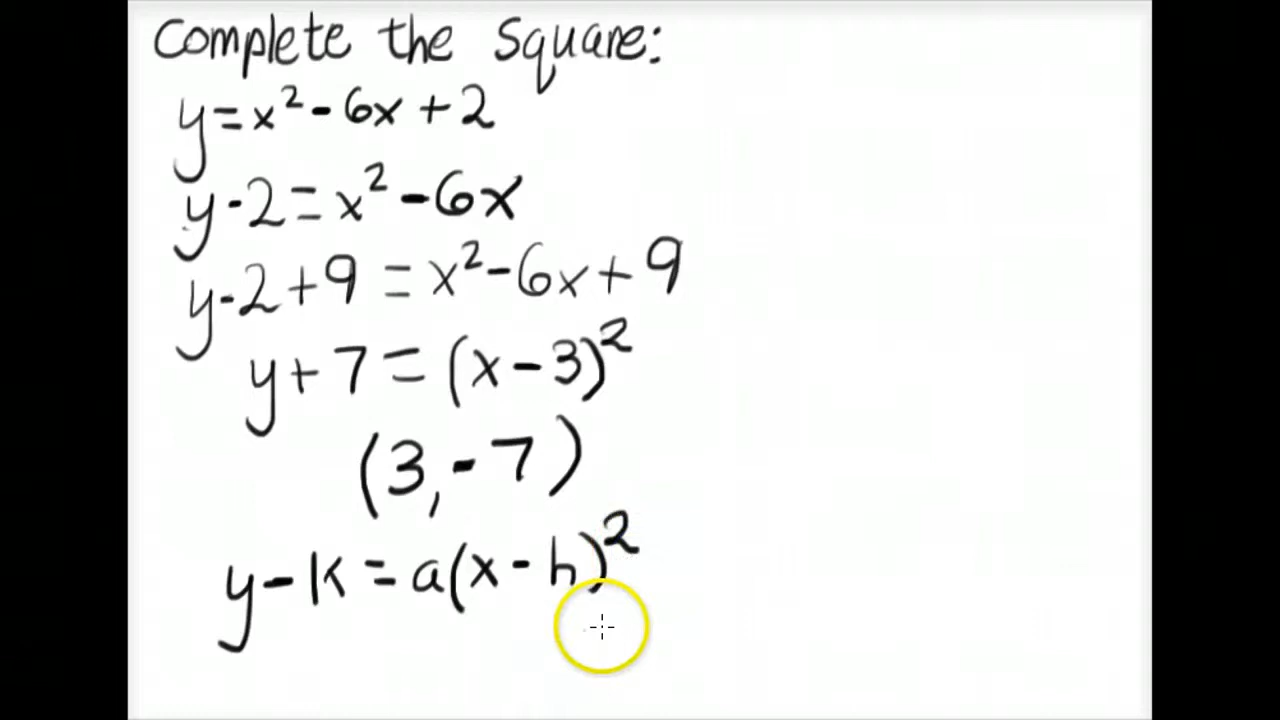 Complete the Square:
y=x²-6x+2
y-2=x²-6x
y-2+9=x²-6x+9
y+7=(x-3)²
(3,-7)
y-k=a(x-h)²